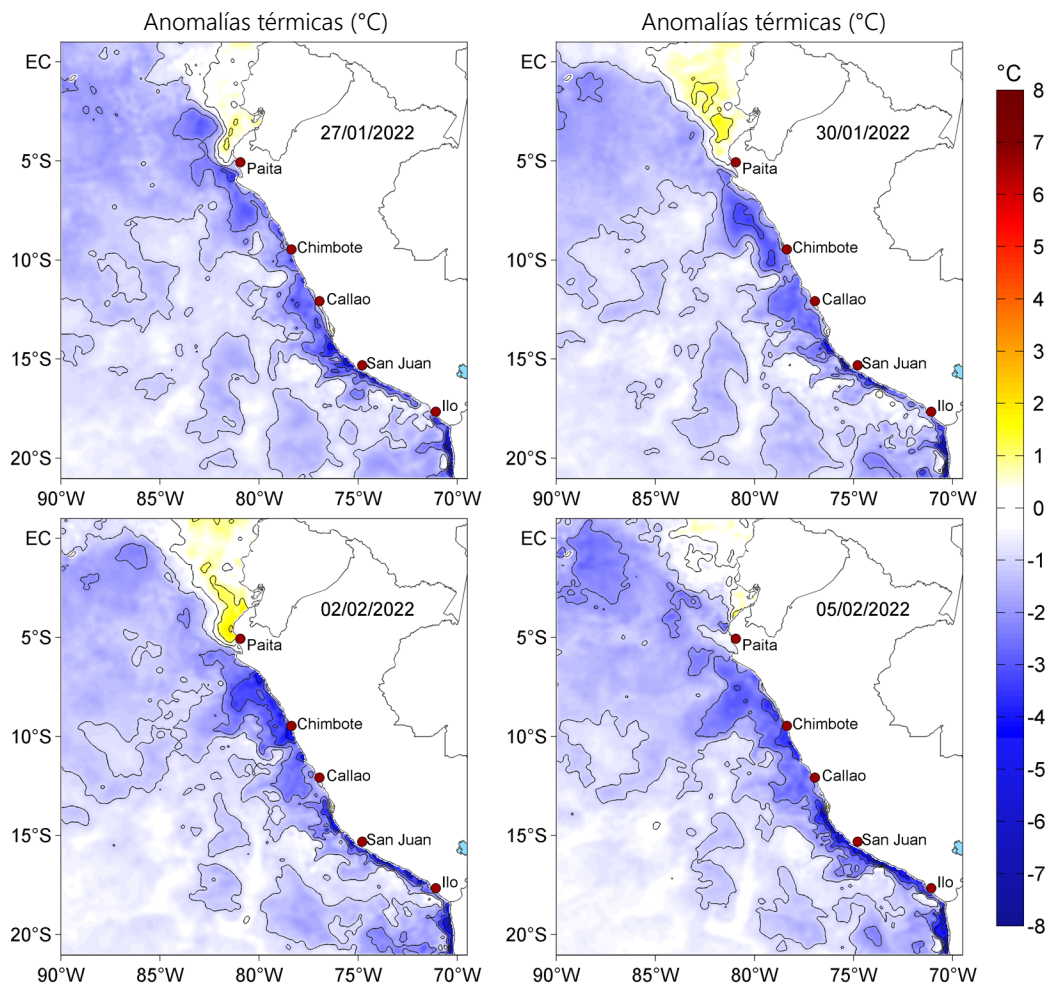 Anomalías térmicas (°C)
Anomalías térmicas (°C)
EC
5°S
10°S
15°S
20°S
90°W
85°W
80°W
75°W
70°W
27/01/2022
Paita
Chimbote
Callao
San Juan
Ilo
EC
5°S
10°S
15°S
20°S
90°W
85°W
80°W
75°W
70°W
30/01/2022
Paita
Chimbote
Callao
San Juan
Ilo
EC
5°S
10°S
15°S
20°S
90°W
85°W
80°W
75°W
70°W
02/02/2022
Paita
Chimbote
Callao
San Juan
Ilo
EC
5°S
10°S
15°S
20°S
90°W
85°W
80°W
75°W
70°W
05/02/2022
Paita
Chimbote
Callao
San Juan
Ilo
°C
8
7
6
5
4
3
2
1
0
-1
-2
-3
-4
-5
-6
-7
-8